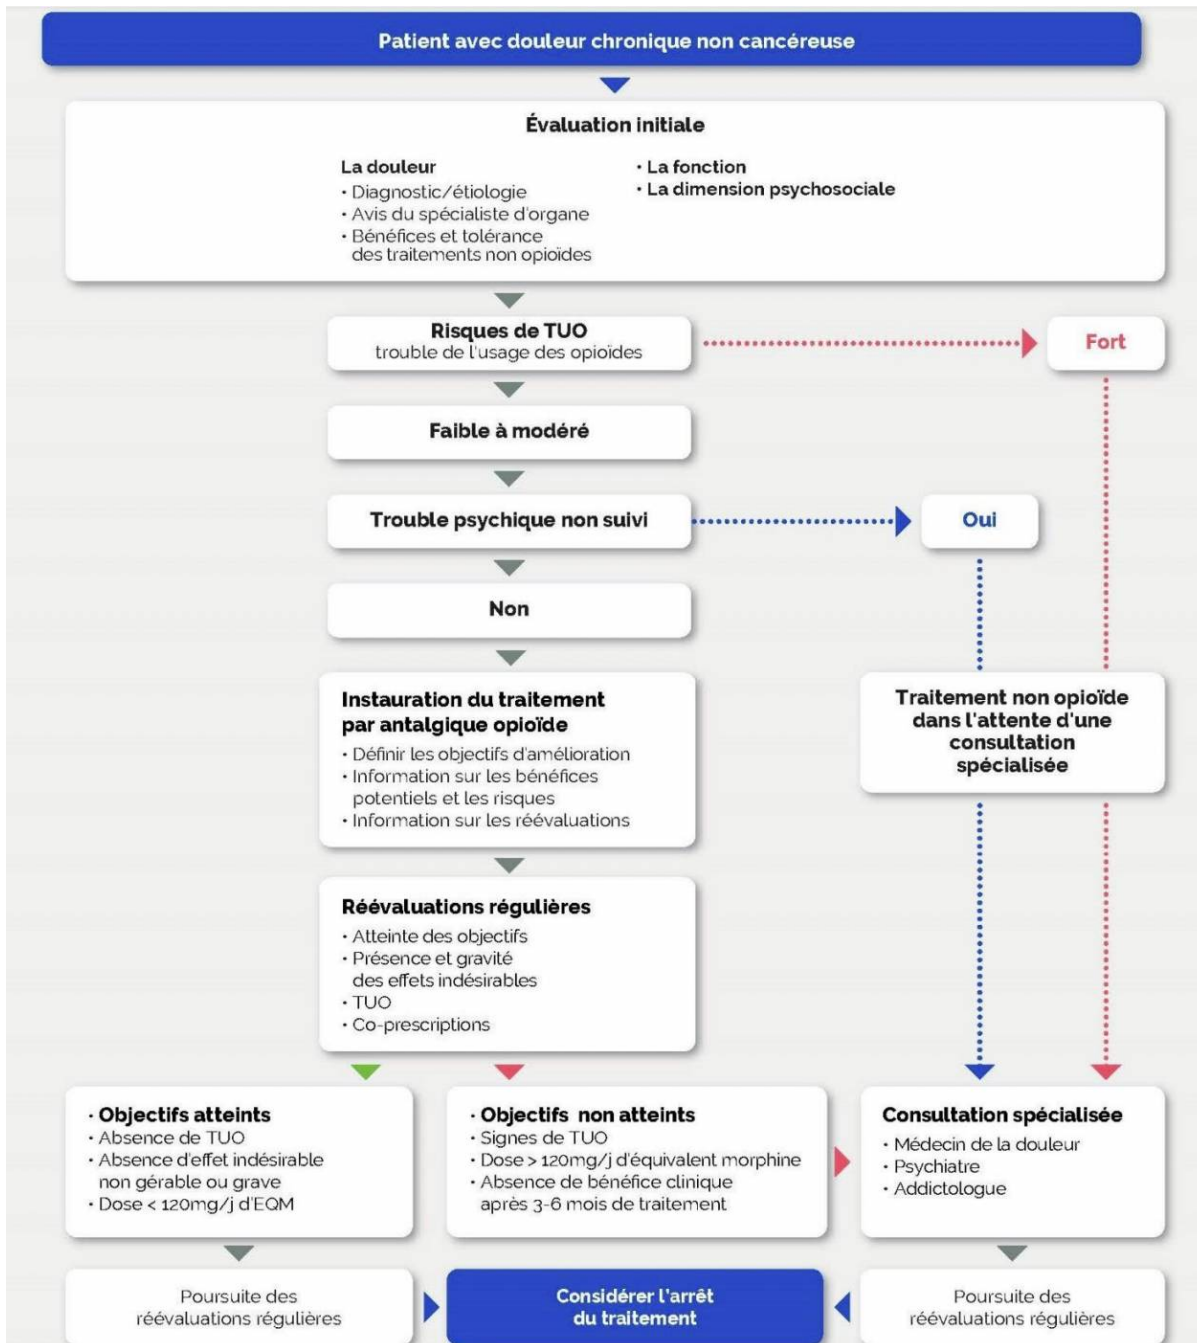 Patient avec douleur chronique non cancéreuse
Évaluation initiale
La douleur
· Diagnostic/étiologie
· Avis du spécialiste d'organe
· Bénéfices et tolérance
des traitements non opioïdes
· La fonction
· La dimension psychosociale
Risques de TUO
trouble de l'usage des opioïdes
Fort
Faible à modéré
Trouble psychique non suivi
Oui
Non
Instauration du traitement
par antalgique opioïde
· Définir les objectifs d'amélioration
· Information sur les bénéfices
potentiels et les risques
· Information sur les réévaluations
Traitement non opioïde
dans l'attente d'une
consultation
spécialisée
Réévaluations régulières
· Atteinte des objectifs
· Présence et gravité
des effets indésirables
· TUO
· Co-prescriptions
· Objectifs atteints
· Absence de TUO
· Absence d'effet indésirable
non gérable ou grave
· Dose < 120mg/j d'EQM
· Objectifs non atteints
· Signes de TUO
· Dose > 120mg/j d'équivalent morphine
· Absence de bénéfice clinique
après 3-6 mois de traitement
Consultation spécialisée
· Médecin de la douleur
· Psychiatre
· Addictologue
Poursuite des
réévaluations régulières
Considérer l'arrêt
du traitement
Poursuite des
réévaluations régulières